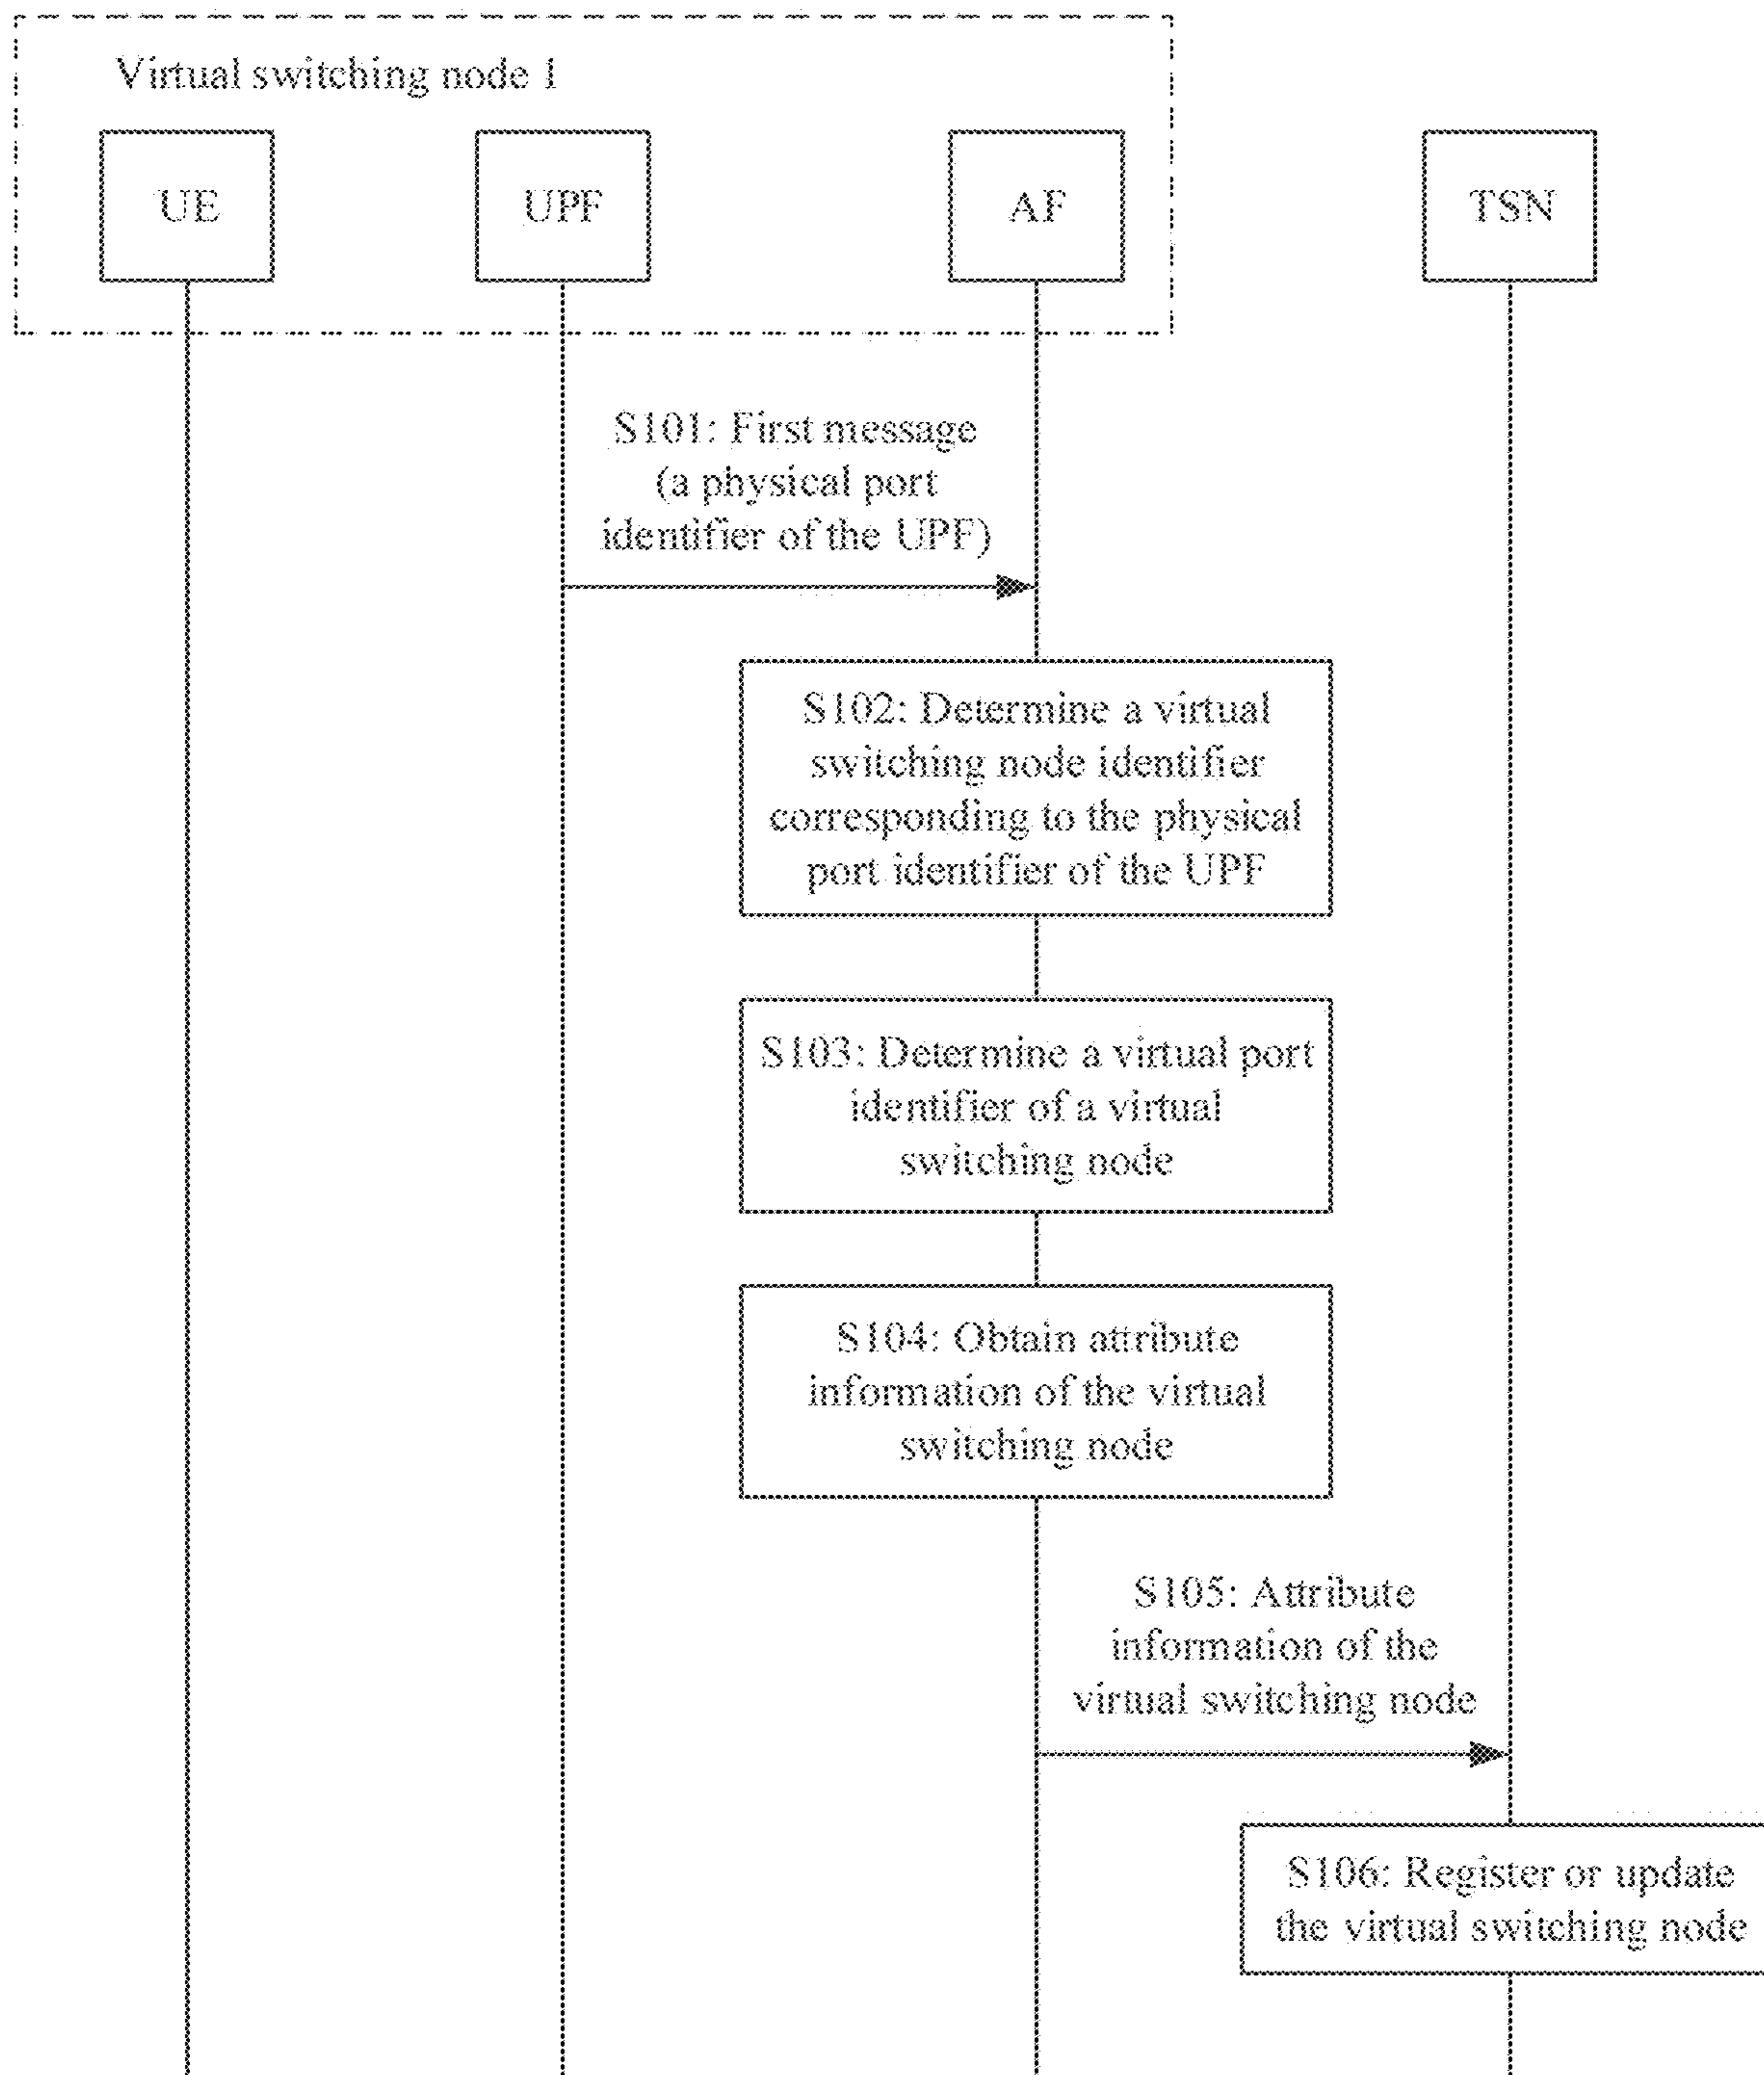 Virtual switching node 1
UE
UPF
AF
TSN
S101: First message
(a physical port
identifier of the UPF)
S102: Determine a virtual
switching node identifier
corresponding to the physical
port identifier of the UPF
S103: Determine a virtual port
identifier of a virtual
switching node
S104: Obtain attribute
information of the virtual
switching node
S105: Attribute
information of the
virtual switching node
S106: Register or update
the virtual switching node